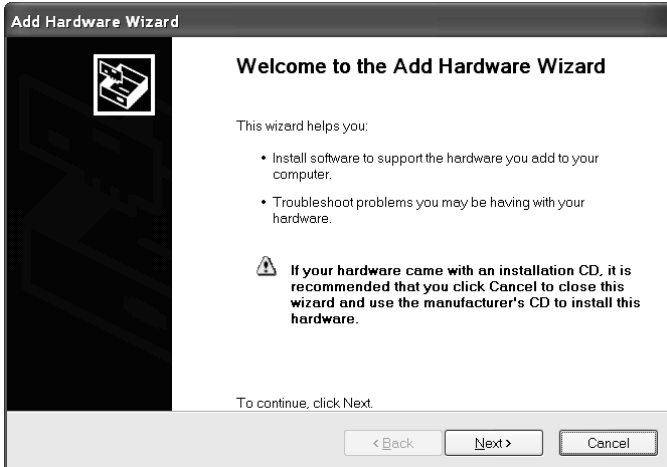 Add Hardware Wizard
Welcome to the Add Hardware Wizard
This wizard helps you:
• Install software to support the hardware you add to your
computer.
• Troubleshoot problems you may be having with your
hardware.
If your hardware came with an installation CD, it is
recommended that you click Cancel to close this
wizard and use the manufacturer's CD to install this
hardware.
To continue, click Next.
< Back
Next >
Cancel